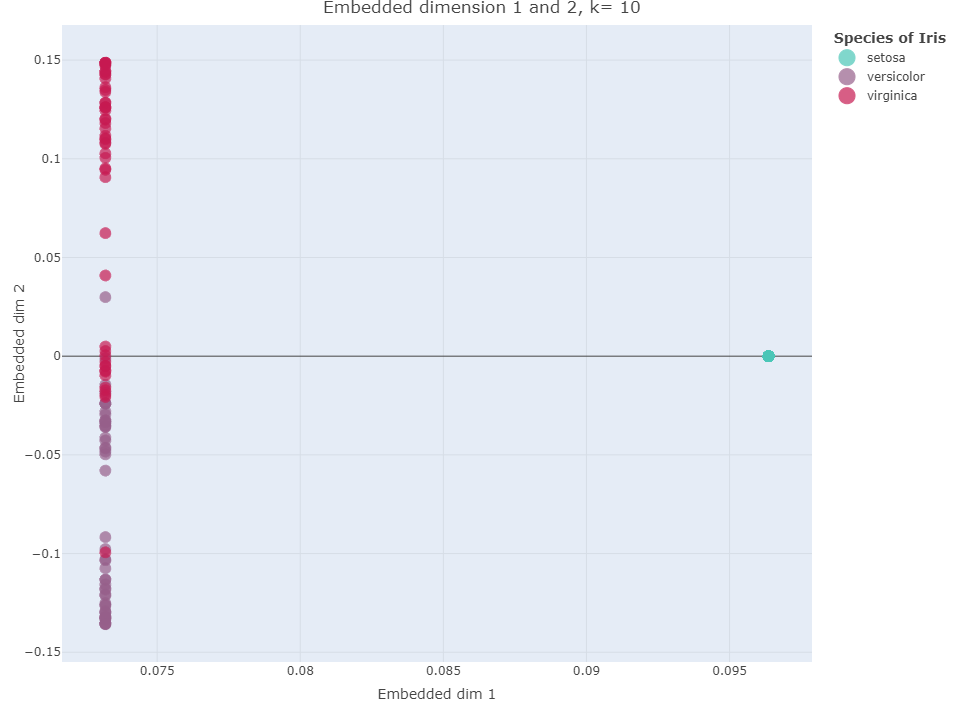 Embedded dimension 1 and 2, k= 10
Species of Iris
setosa
versicolor
virginica
0.15
0.1
0.05
0
−0.05
−0.1
−0.15
Embedded dim 2
0.075
0.08
0.085
0.09
0.095
Embedded dim 1